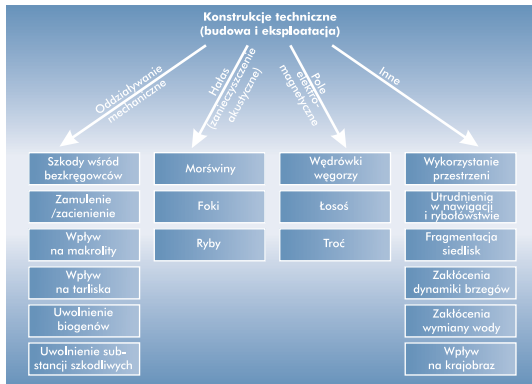 Konstrukcje techniczne
(budowa i eksploatacja)
Oddziaływanie
mechaniczne
Hałas
(zanieczyszczenie
akustyczne)
Pole
elektro-
magnetyczne
Inne
Szkody wśród
bezkręgowców
Zamulenie
/zacienienie
Wpływ
na makrolity
Wpływ
na tarliska
Uwolnienie
biogenów
Uwolnienie sub-
stancji szkodliwych
Morświny
Foki
Ryby
Wędrówki
węgorzy
Łosoś
Troć
Wykorzystanie
przestrzeni
Utrudnienia
w nawigacji
i rybołówstwie
Fragmentacja
siedlisk
Zakłócenia
dynamiki brzegów
Zakłócenia
wymiany wody
Wpływ
na krajobraz